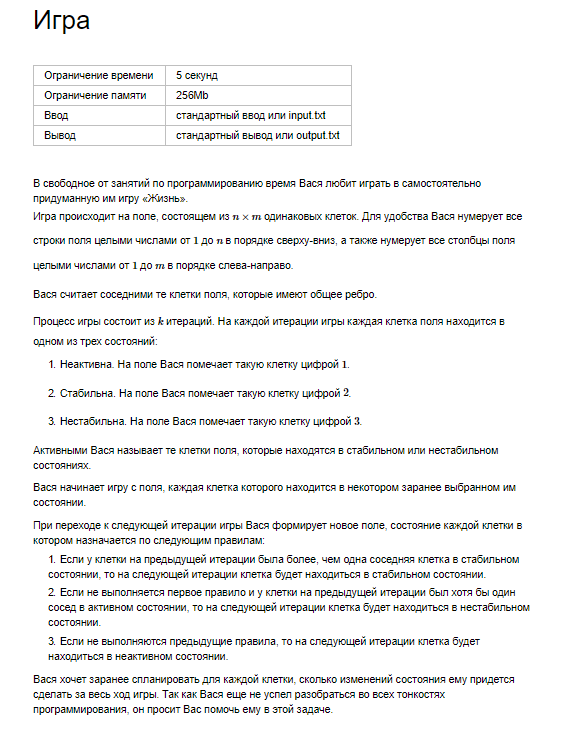 Игра
Ограничение времени 5 секунд
Ограничение памяти 256Mb
Ввод стандартный ввод или input.txt
Вывод стандартный вывод или output.txt
В свободное от занятий по программированию время Вася любит играть в самостоятельно
придуманную им игру «Жизнь».
Игра происходит на поле, состоящем из n × m одинаковых клеток. Для удобства Вася нумерует все
строки поля целыми числами от 1 до n в порядке сверху-вниз, а также нумерует все столбцы поля
целыми числами от 1 до m в порядке слева-направо.
Вася считает соседними те клетки поля, которые имеют общее ребро.
Процесс игры состоит из k итераций. На каждой итерации игры каждая клетка поля находится в
одном из трех состояний:
1. Неактивна. На поле Вася помечает такую клетку цифрой 1.
2. Стабильна. На поле Вася помечает такую клетку цифрой 2.
3. Нестабильна. На поле Вася помечает такую клетку цифрой 3.
Активными Вася называет те клетки поля, которые находятся в стабильном или нестабильном
состояниях.
Вася начинает игру с поля, каждая клетка которого находится в некотором заранее выбранном им
состоянии.
При переходе к следующей итерации игры Вася формирует новое поле, состояние каждой клетки в
котором назначается по следующим правилам:
1. Если у клетки на предыдущей итерации была более, чем одна соседняя клетка в стабильном
состоянии, то на следующей итерации клетка будет находиться в стабильном состоянии.
2. Если не выполняется первое правило и у клетки на предыдущей итерации был хотя бы один
сосед в активном состоянии, то на следующей итерации клетка будет находиться в нестабильном
состоянии.
3. Если не выполняются предыдущие правила, то на следующей итерации клетка будет
находиться в неактивном состоянии.
Вася хочет заранее спланировать для каждой клетки, сколько изменений состояния ему придется
сделать за весь ход игры. Так как Вася еще не успел разобраться во всех тонкостях
программирования, он просит Вас помочь ему в этой задаче.